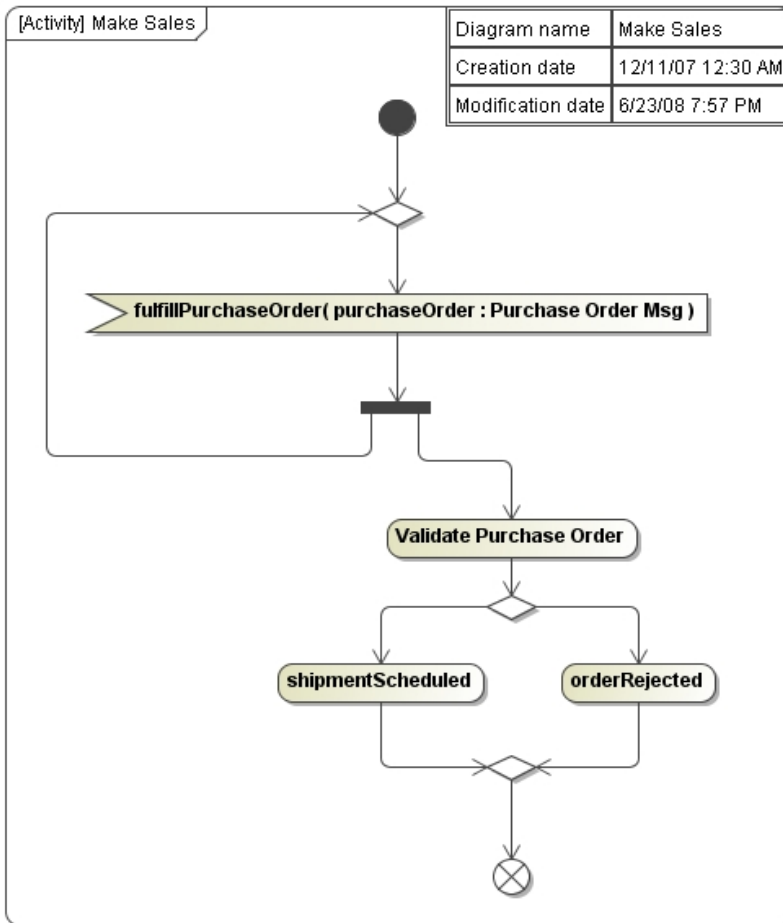 [Activity] Make Sales
Diagram name Make Sales
Creation date 12/11/07 12:30 AM
Modification date 6/23/08 7:57 PM
fulfillPurchaseOrder( purchaseOrder : Purchase Order Msg )
Validate Purchase Order
shipmentScheduled
orderRejected